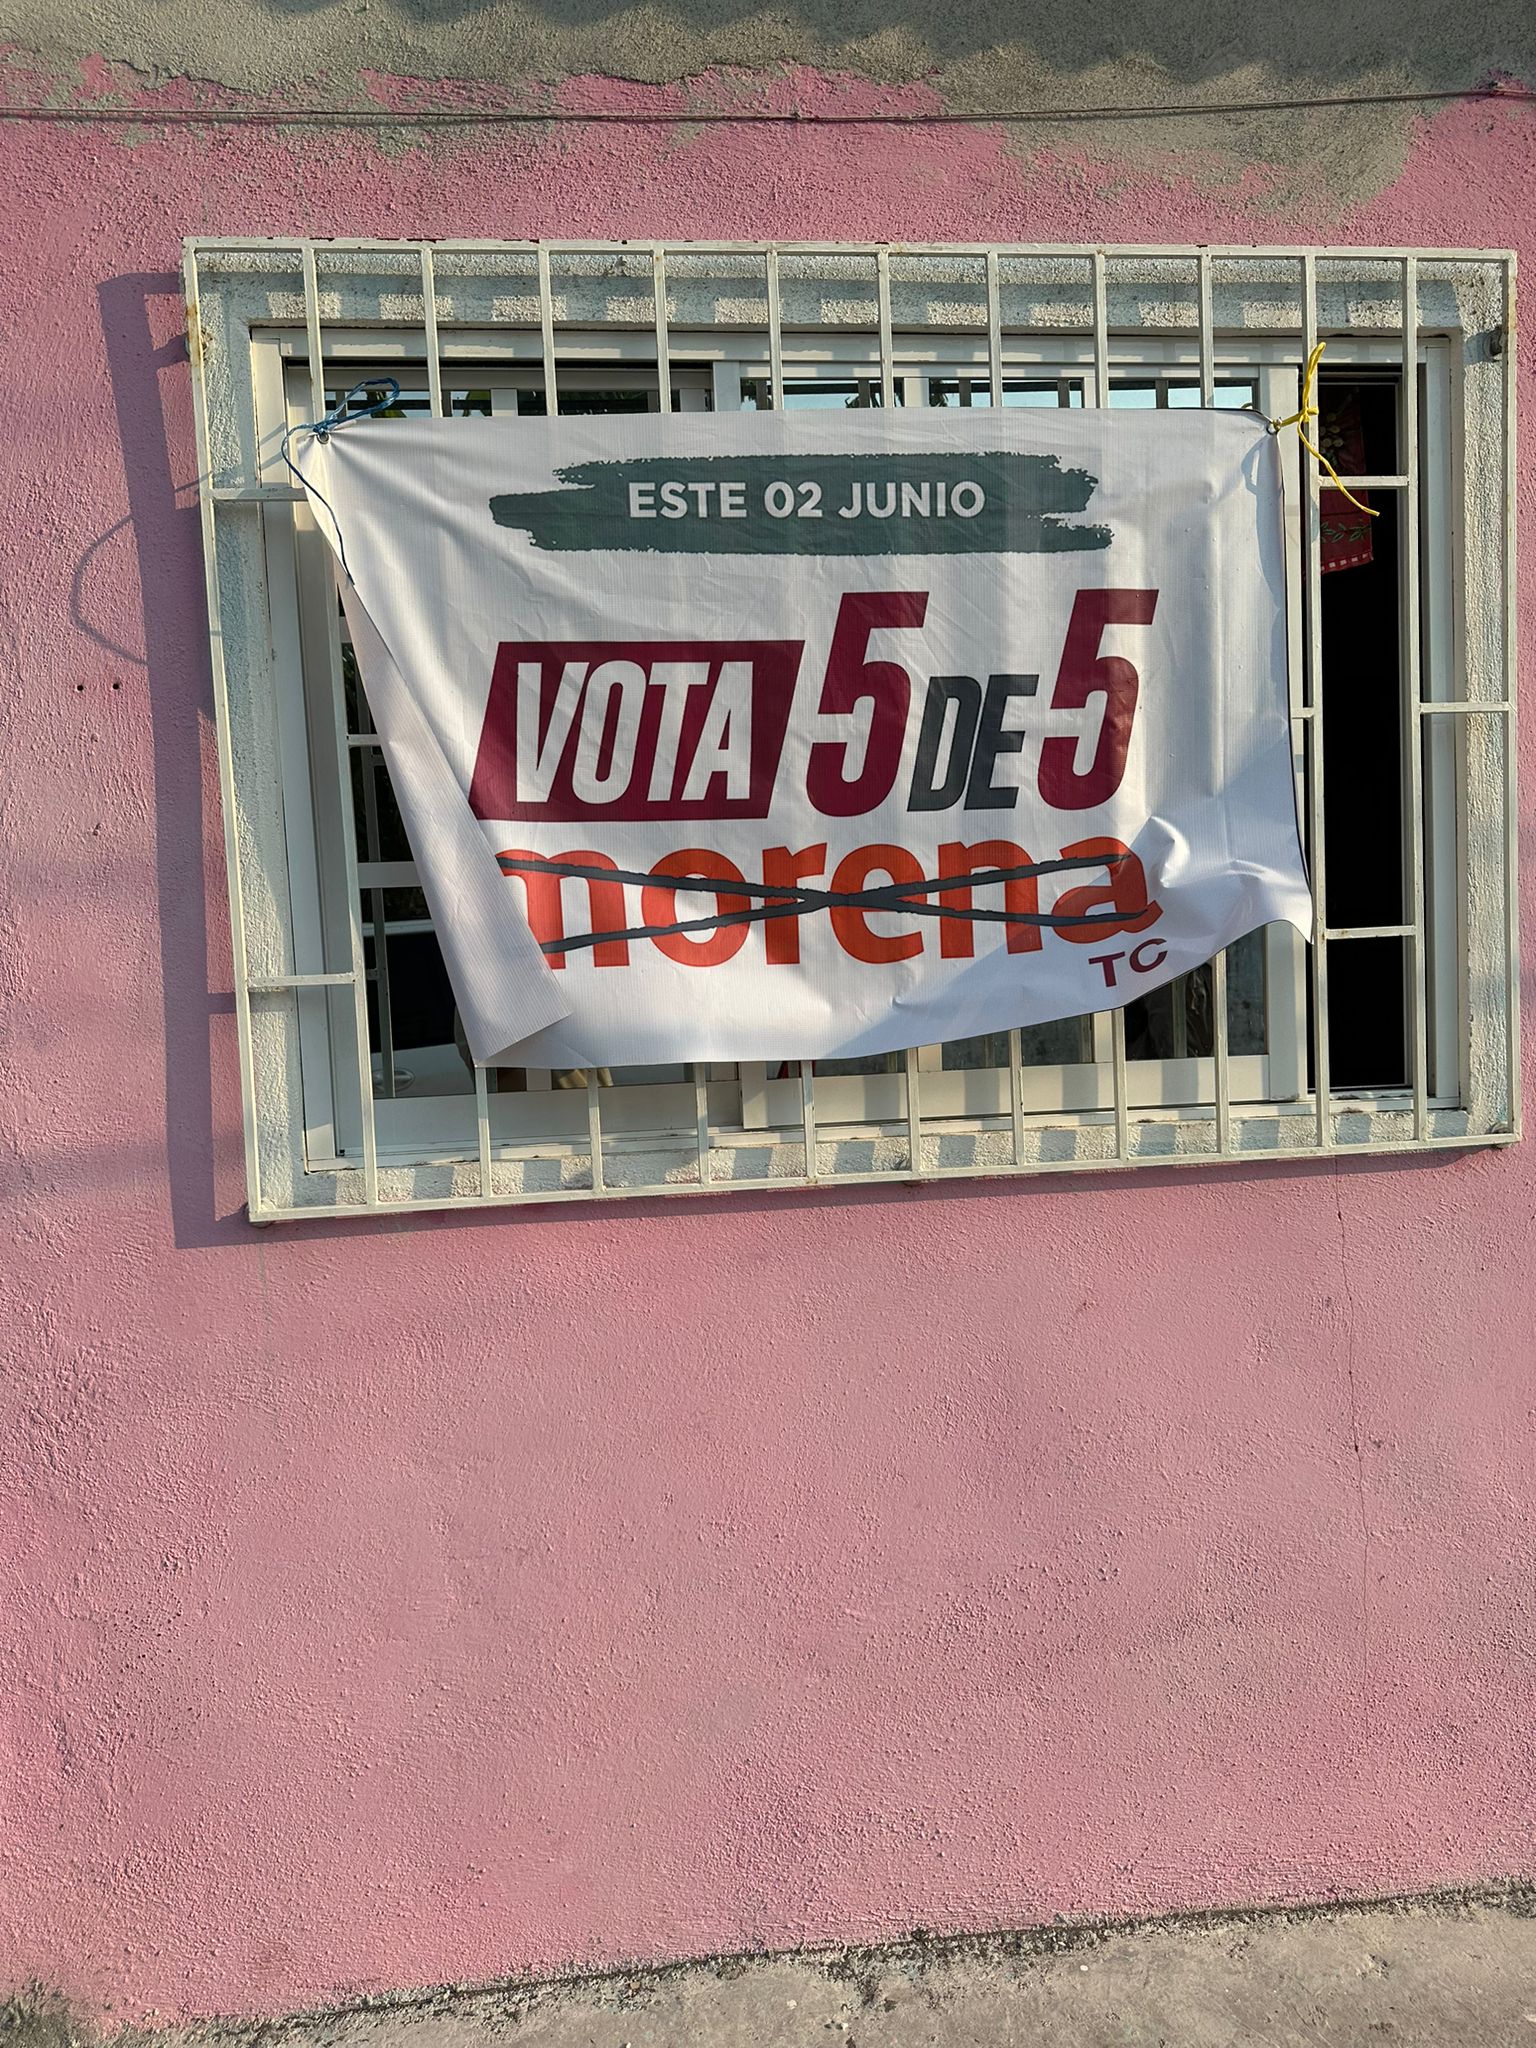 ESTE 02 JUNIO
VOTA 5 DE 5
morena
TC